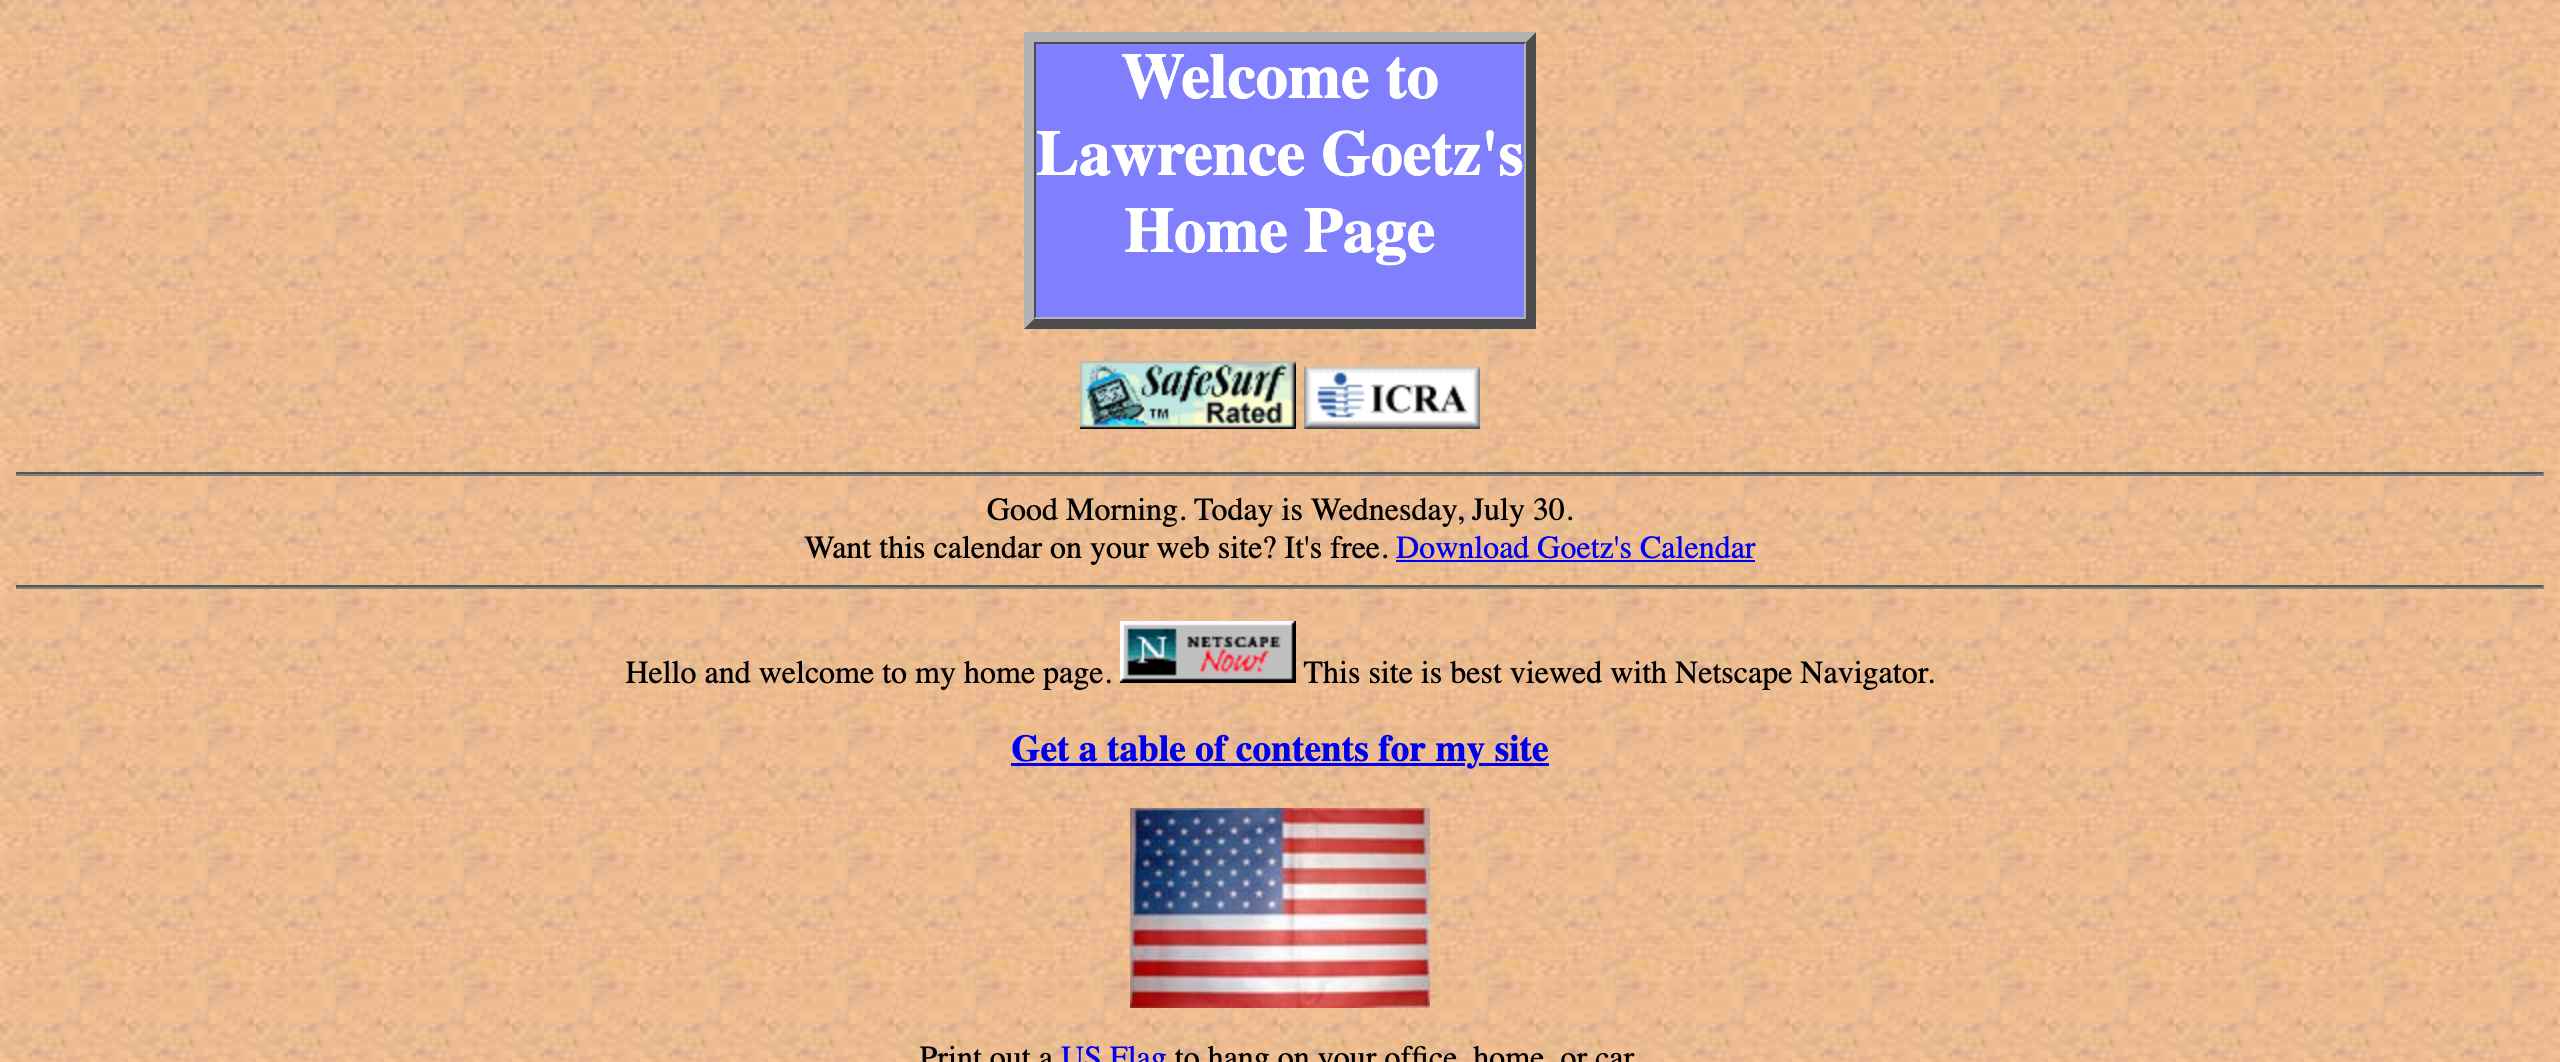 Welcome to
Lawrence Goetz's
Home Page
SafeSurf
TM Rated
ICRA
Good Morning. Today is Wednesday, July 30.
Want this calendar on your web site? It's free. Download Goetz's Calendar
Hello and welcome to my home page. N NETSCAPE Now! This site is best viewed with Netscape Navigator.
Get a table of contents for my site
Print out a US Flag to hang on your office, home, or car